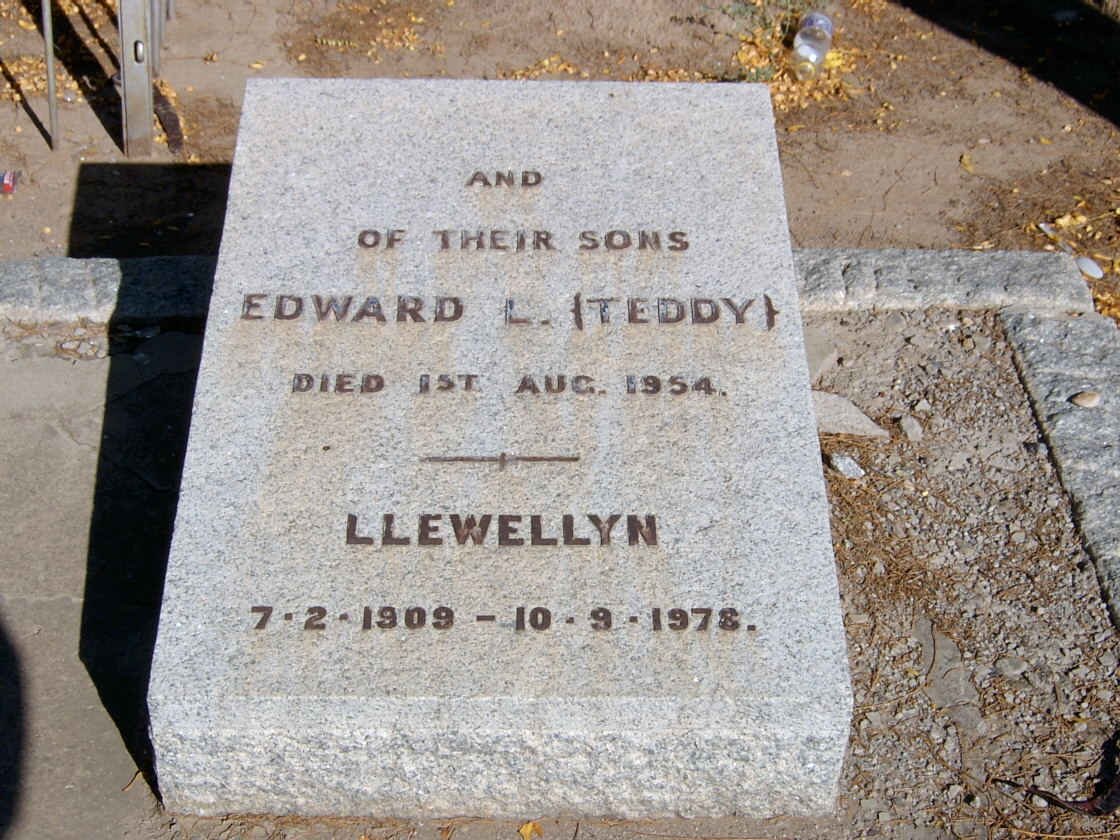 AND
OF THEIR SONS
EDWARD L. {TEDDY}
DIED 1ST. AUG. 1954.
LLEWELLYN
7·2·1909 – 10·9·1978.